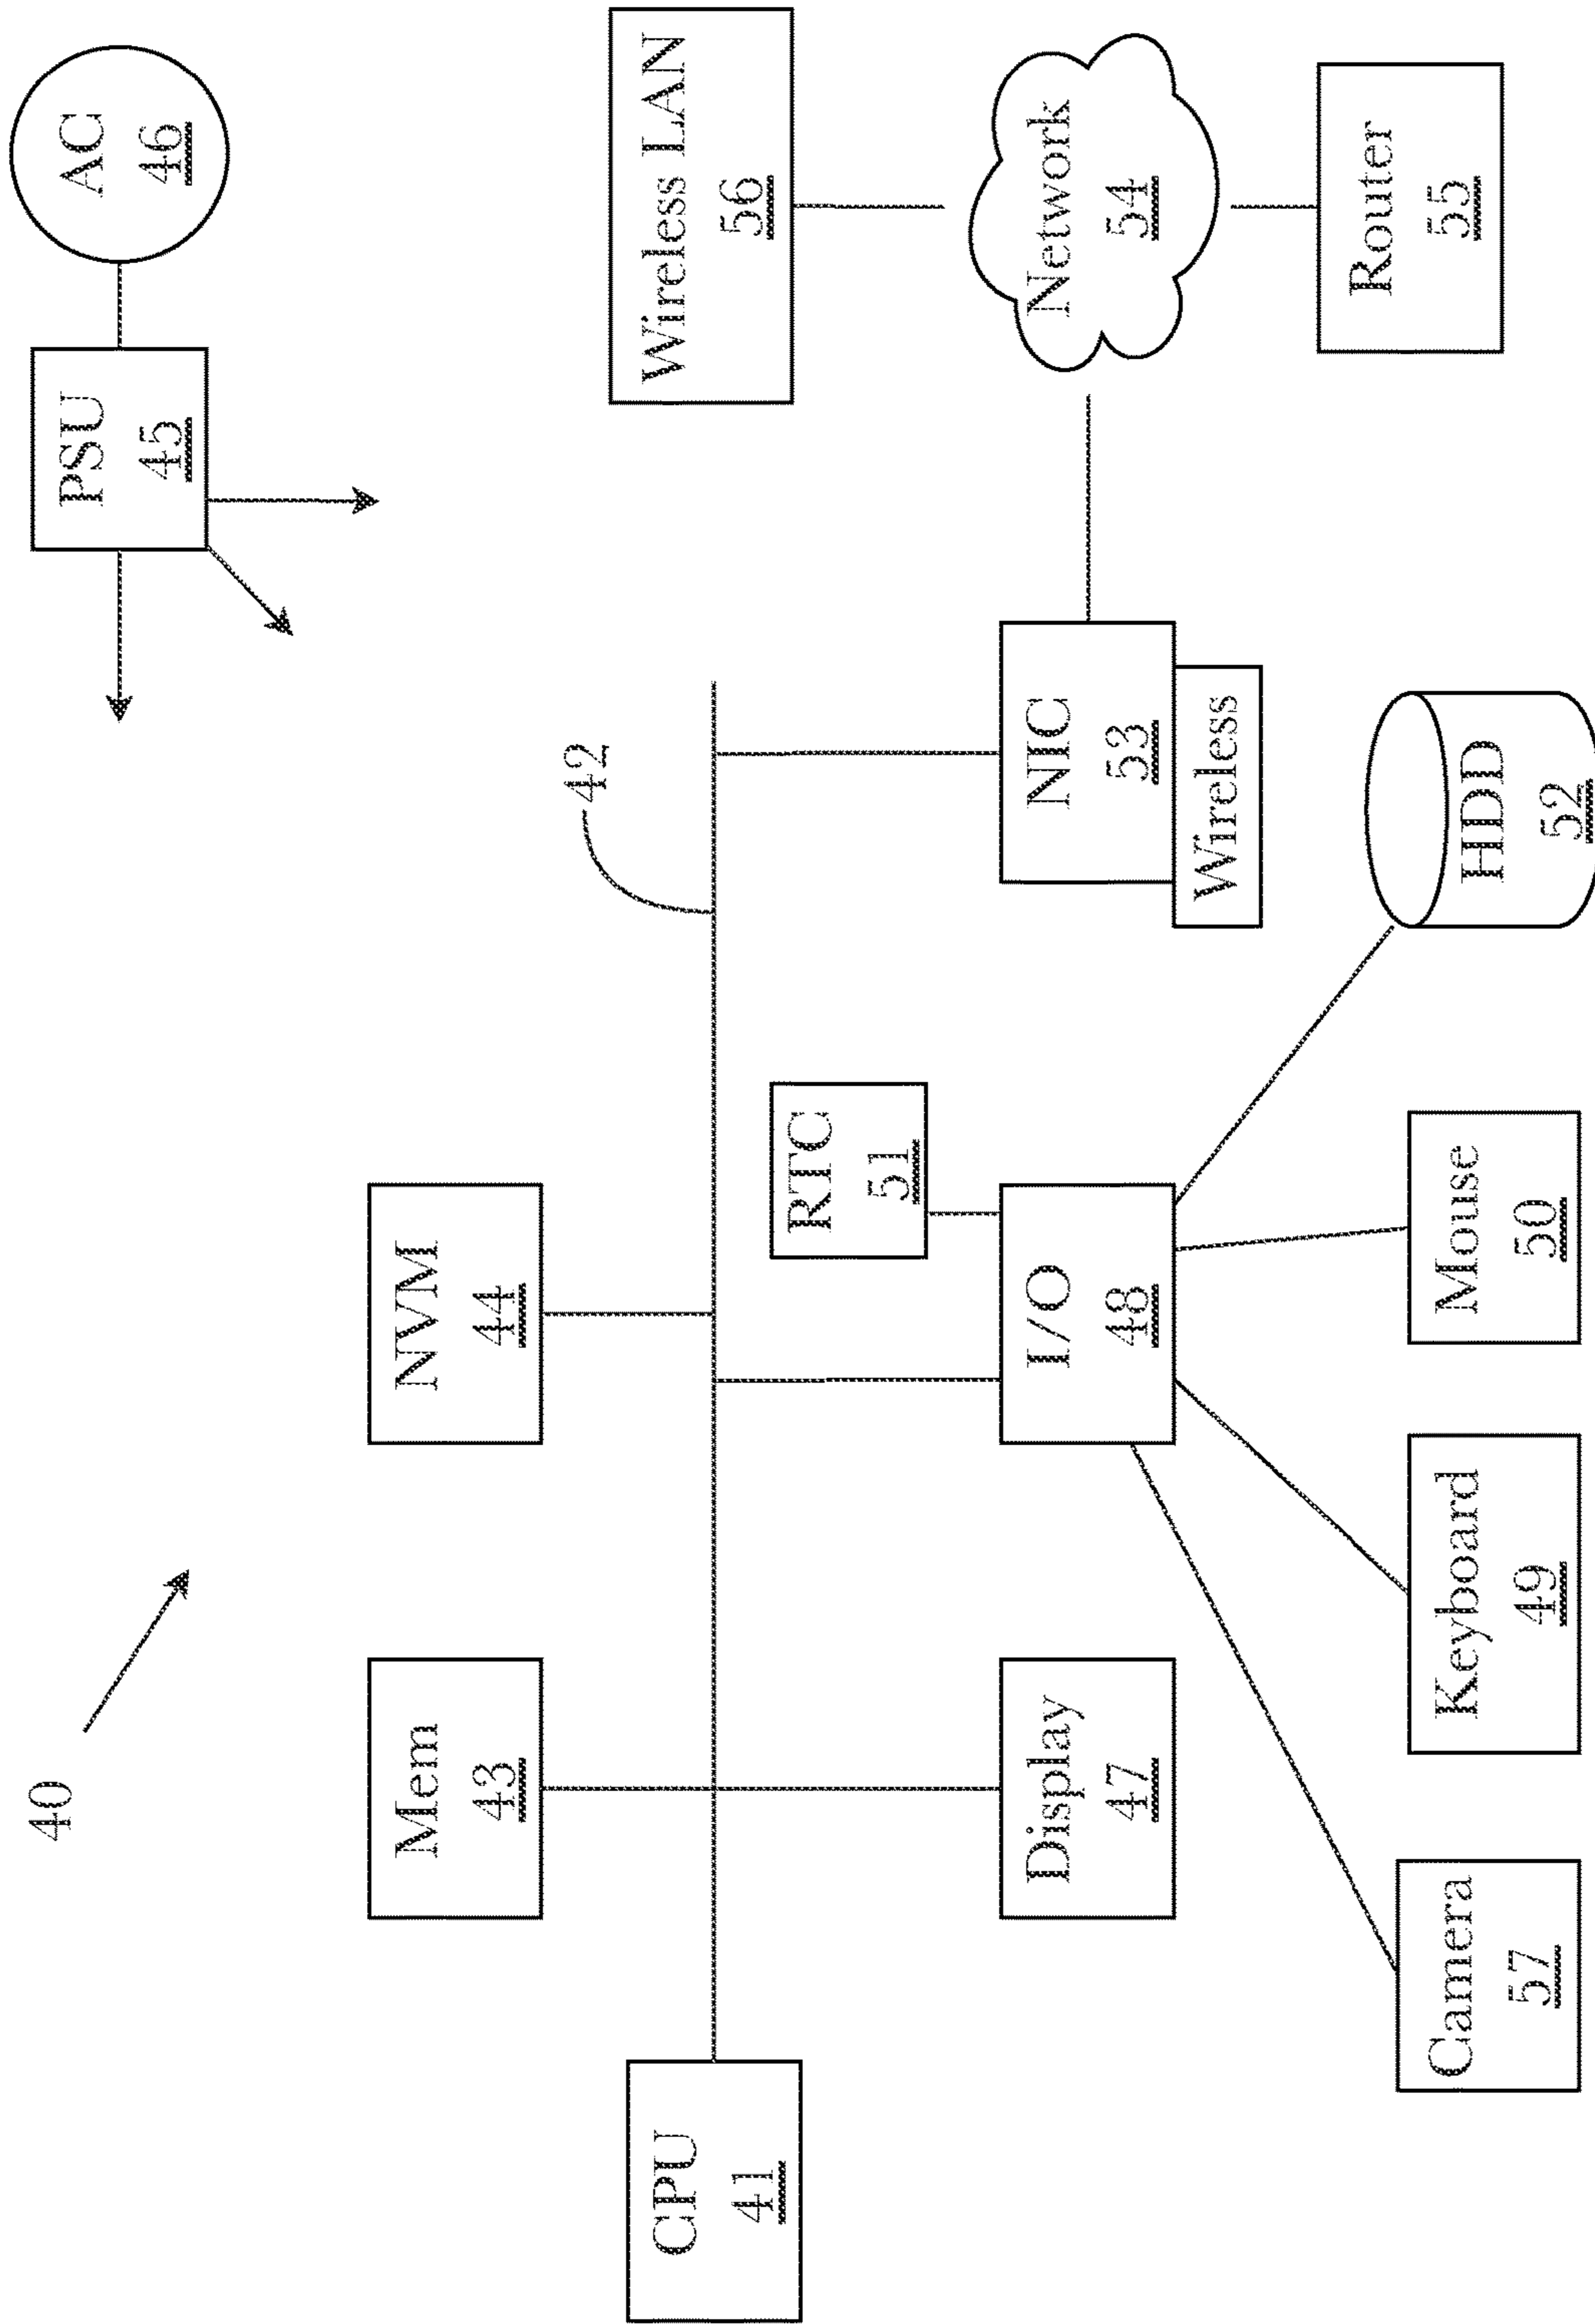 40
PSU
45
AC
46
Mem
43
NVM
44
42
Wireless LAN
56
CPU
41
RTC
51
Display
47
I/O
48
NIC
53
Wireless
Network
54
Camera
57
Keyboard
49
Mouse
50
HDD
52
Router
55